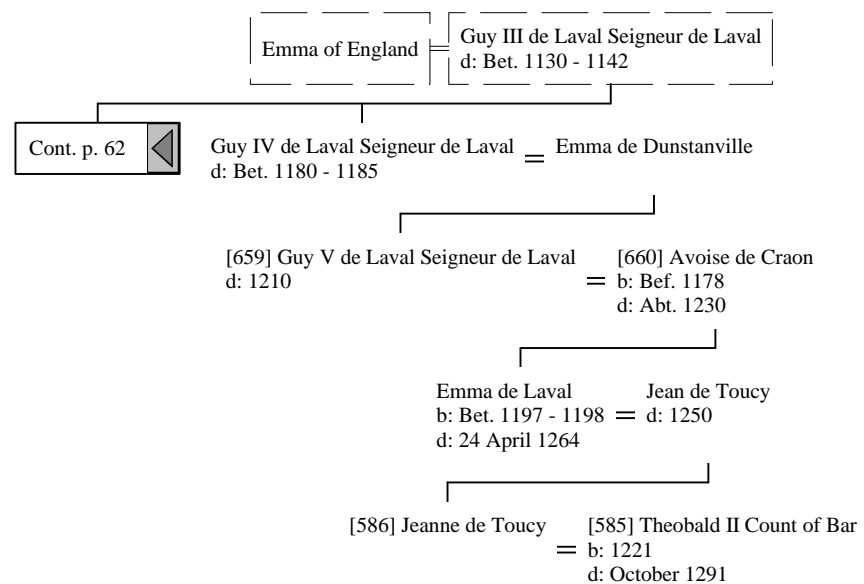 Emma of England
Guy III de Laval Seigneur de Laval
d: Bet. 1130 - 1142
Cont. p. 62
Guy IV de Laval Seigneur de Laval
d: Bet. 1180 - 1185
=
Emma de Dunstanville
[659] Guy V de Laval Seigneur de Laval
d: 1210
=
[660] Avoise de Craon
b: Bef. 1178
d: Abt. 1230
Emma de Laval
b: Bet. 1197 - 1198
d: 24 April 1264
=
Jean de Toucy
d: 1250
[586] Jeanne de Toucy
=
[585] Theobald II Count of Bar
b: 1221
d: October 1291